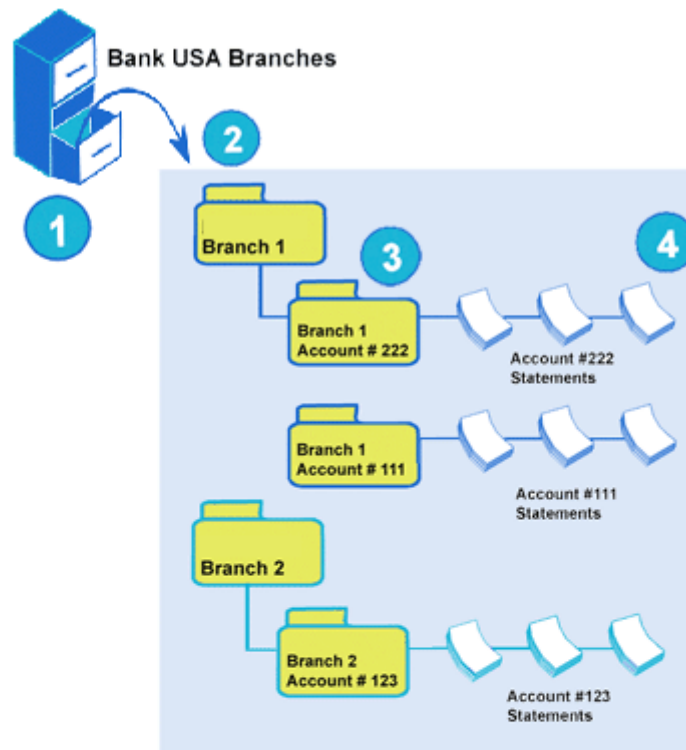 Bank USA Branches
1
2
Branch 1
3
4
Branch 1
Account # 222
Account #222
Statements
Branch 1
Account # 111
Account #111
Statements
Branch 2
Branch 2
Account # 123
Account #123
Statements